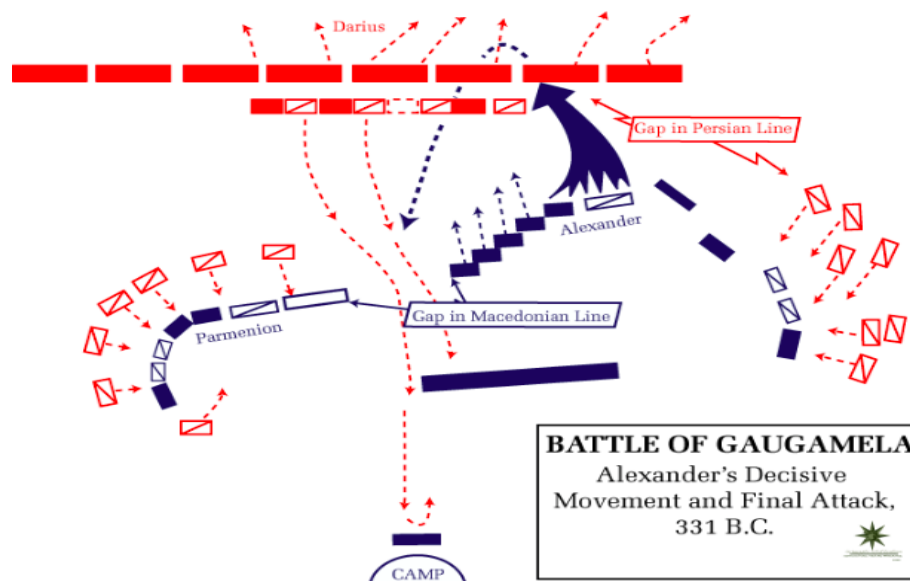 Darius
Gap in Persian Line
Alexander
Gap in Macedonian Line
Parmenion
BATTLE OF GAUGAMELA
Alexander's Decisive
Movement and Final Attack,
331 B.C.
CAMP